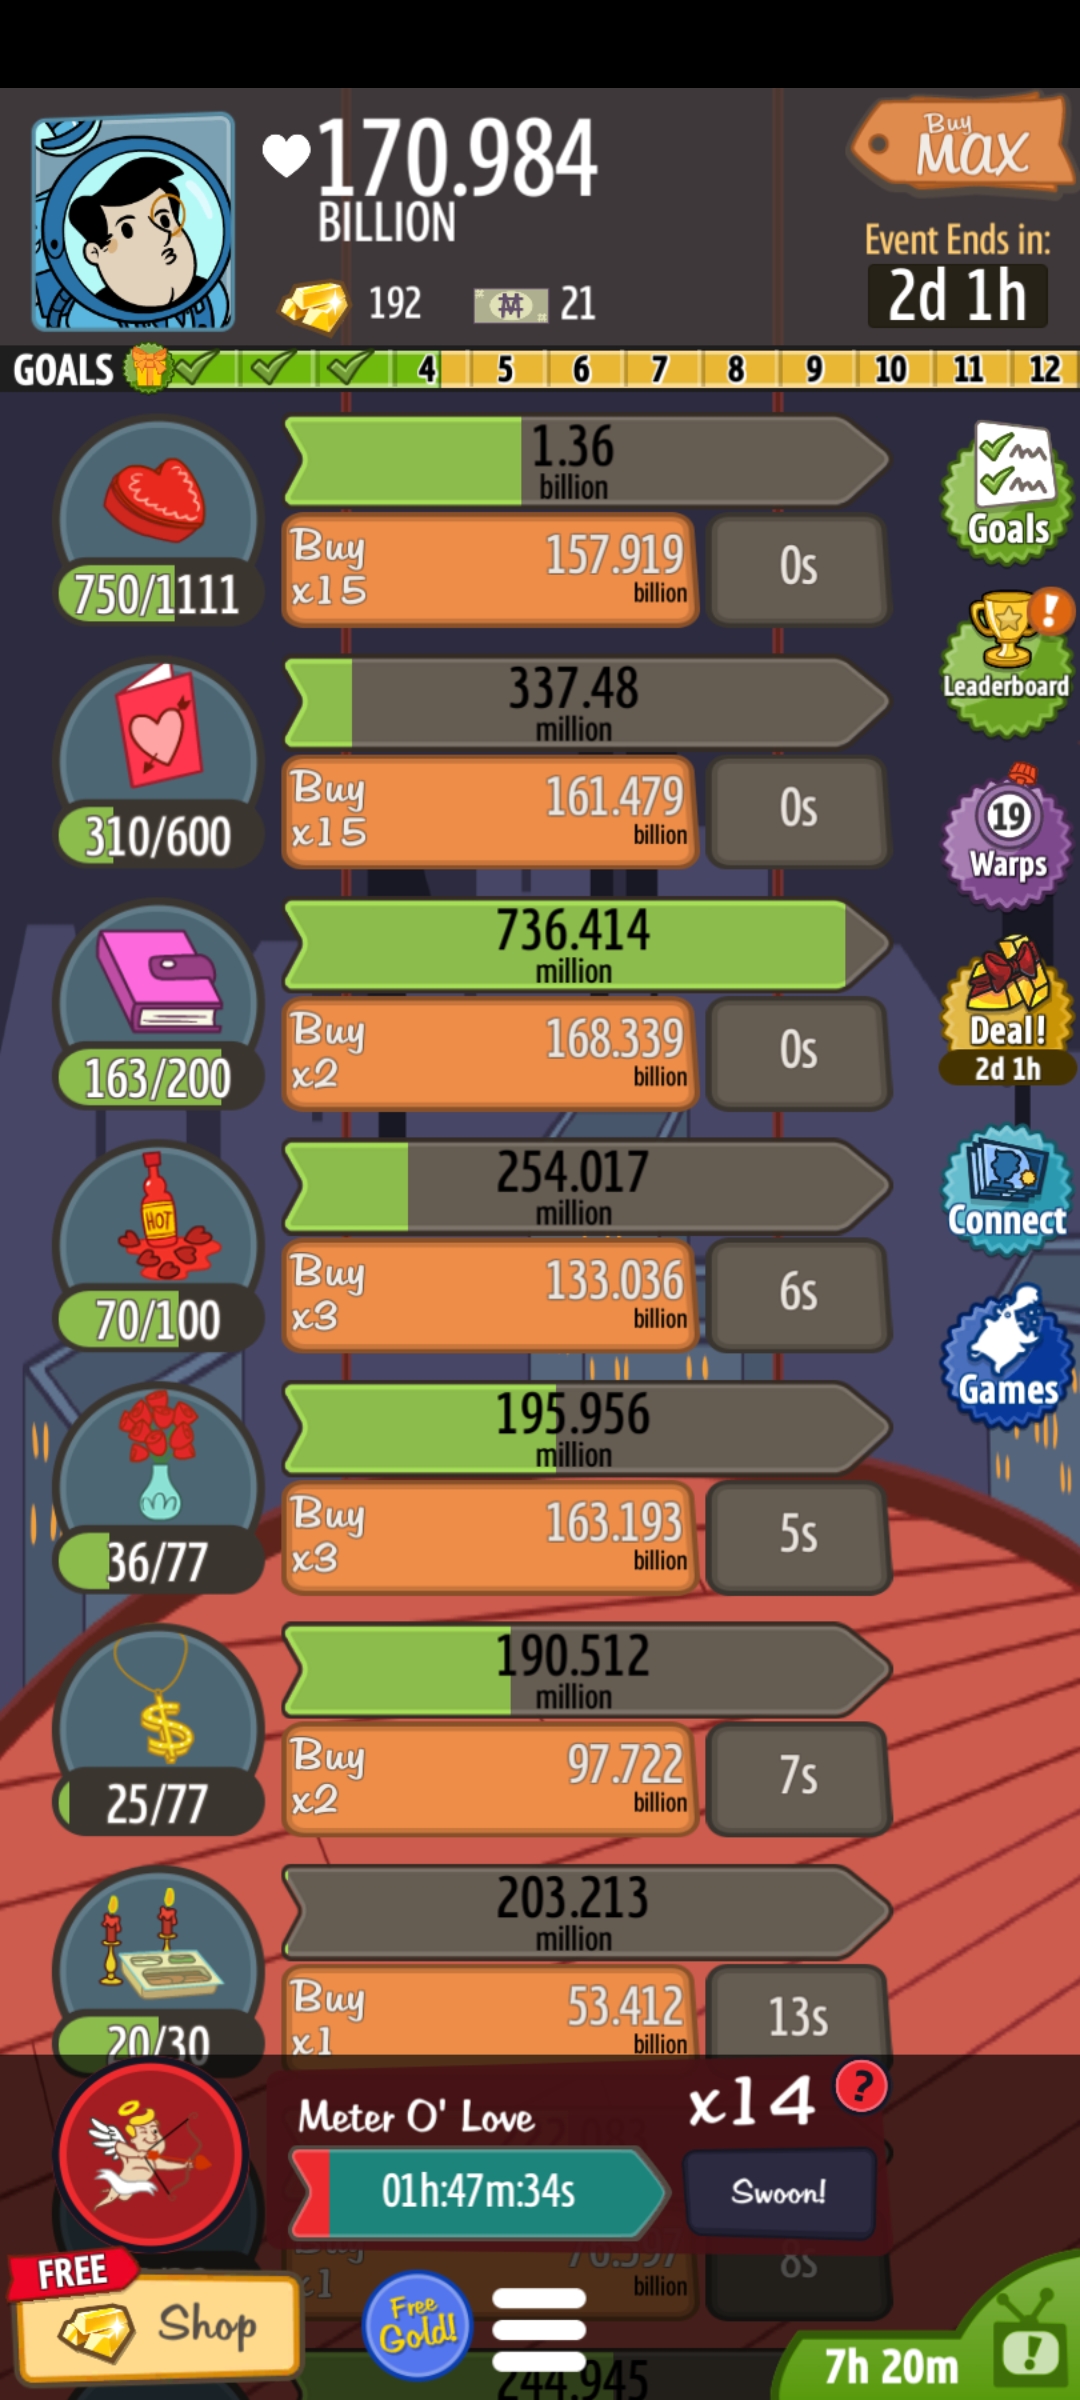 170.984
BILLION
192
21
Buy
MAX
Event Ends in:
2d 1h
GOALS
4
5
6
7
8
9
10
11
12
1.36
billion
750/1111
Buy
x15
157.919
billion
0s
Goals
337.48
million
310/600
Buy
x15
161.479
billion
0s
!
Leaderboard
736.414
million
163/200
Buy
x2
168.339
billion
0s
19
Warps
HOT
254.017
million
70/100
Buy
x3
133.036
billion
6s
Deal!
2d 1h
195.956
million
36/77
Buy
x3
163.193
billion
5s
Connect
Games
190.512
million
25/77
Buy
x2
97.722
billion
7s
203.213
million
20/30
Buy
x1
53.412
billion
13s
Meter O' Love
x14
?
01h:47m:34s
Swoon!
x1
billion
8s
FREE
Shop
Free
Gold!
244.945
7h 20m
!